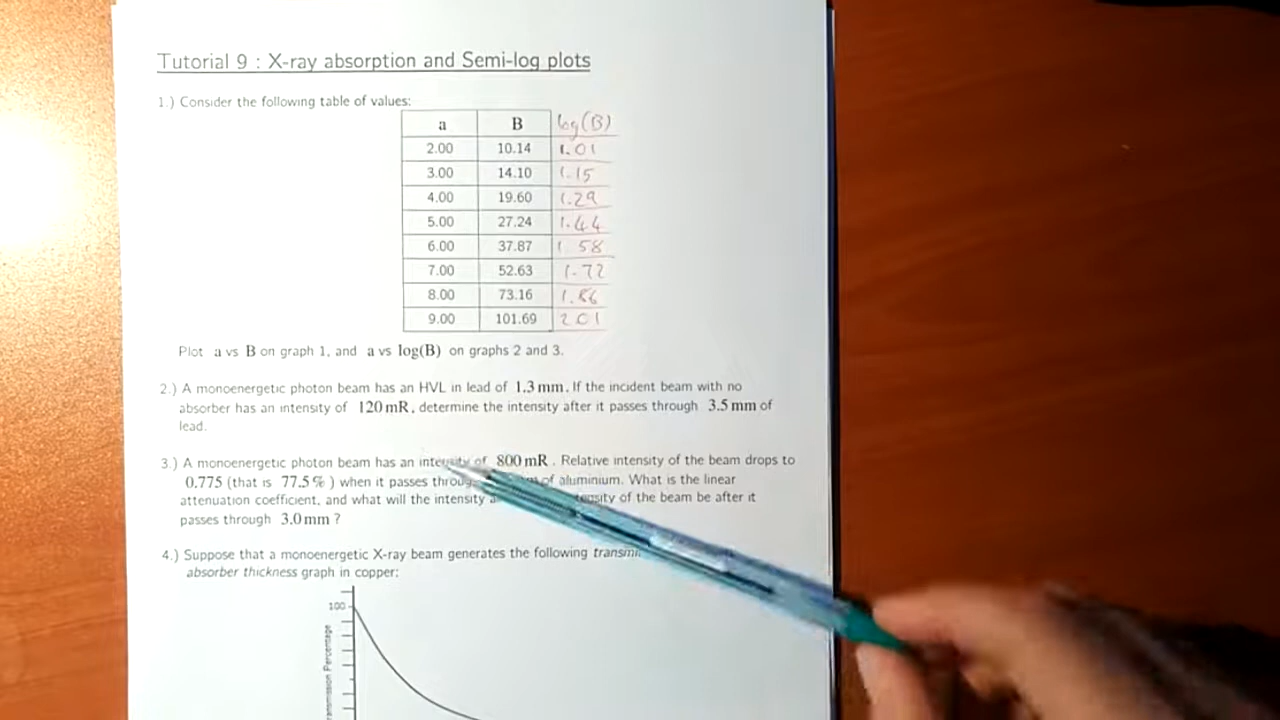 Tutorial 9 : X-ray absorption and Semi-log plots
1.) Consider the following table of values:
a B log(B)
2.00 10.14 1.01
3.00 14.10 1.15
4.00 19.60 1.29
5.00 27.24 1.44
6.00 37.87 1.58
7.00 52.63 1.72
8.00 73.16 1.86
9.00 101.69 2.01
Plot a vs B on graph 1, and a vs log(B) on graphs 2 and 3.
2.) A monoenergetic photon beam has an HVL in lead of 1.3 mm. If the incident beam with no
absorber has an intensity of 120 mR, determine the intensity after it passes through 3.5 mm of
lead.
3.) A monoenergetic photon beam has an intensity of 800 mR . Relative intensity of the beam drops to
0.775 (that is 77.5 % ) when it passes of aluminium. What is the linear
attenuation coefficient, and what will the intensity of the beam be after it
passes through 3.0 mm ?
4.) Suppose that a monoenergetic X-ray beam generates the following
absorber thickness graph in copper:
100
Percentage